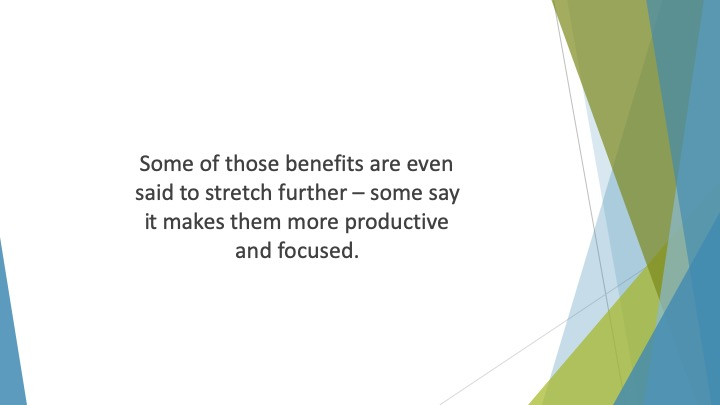 Some of those benefits are even
said to stretch further – some say
it makes them more productive
and focused.